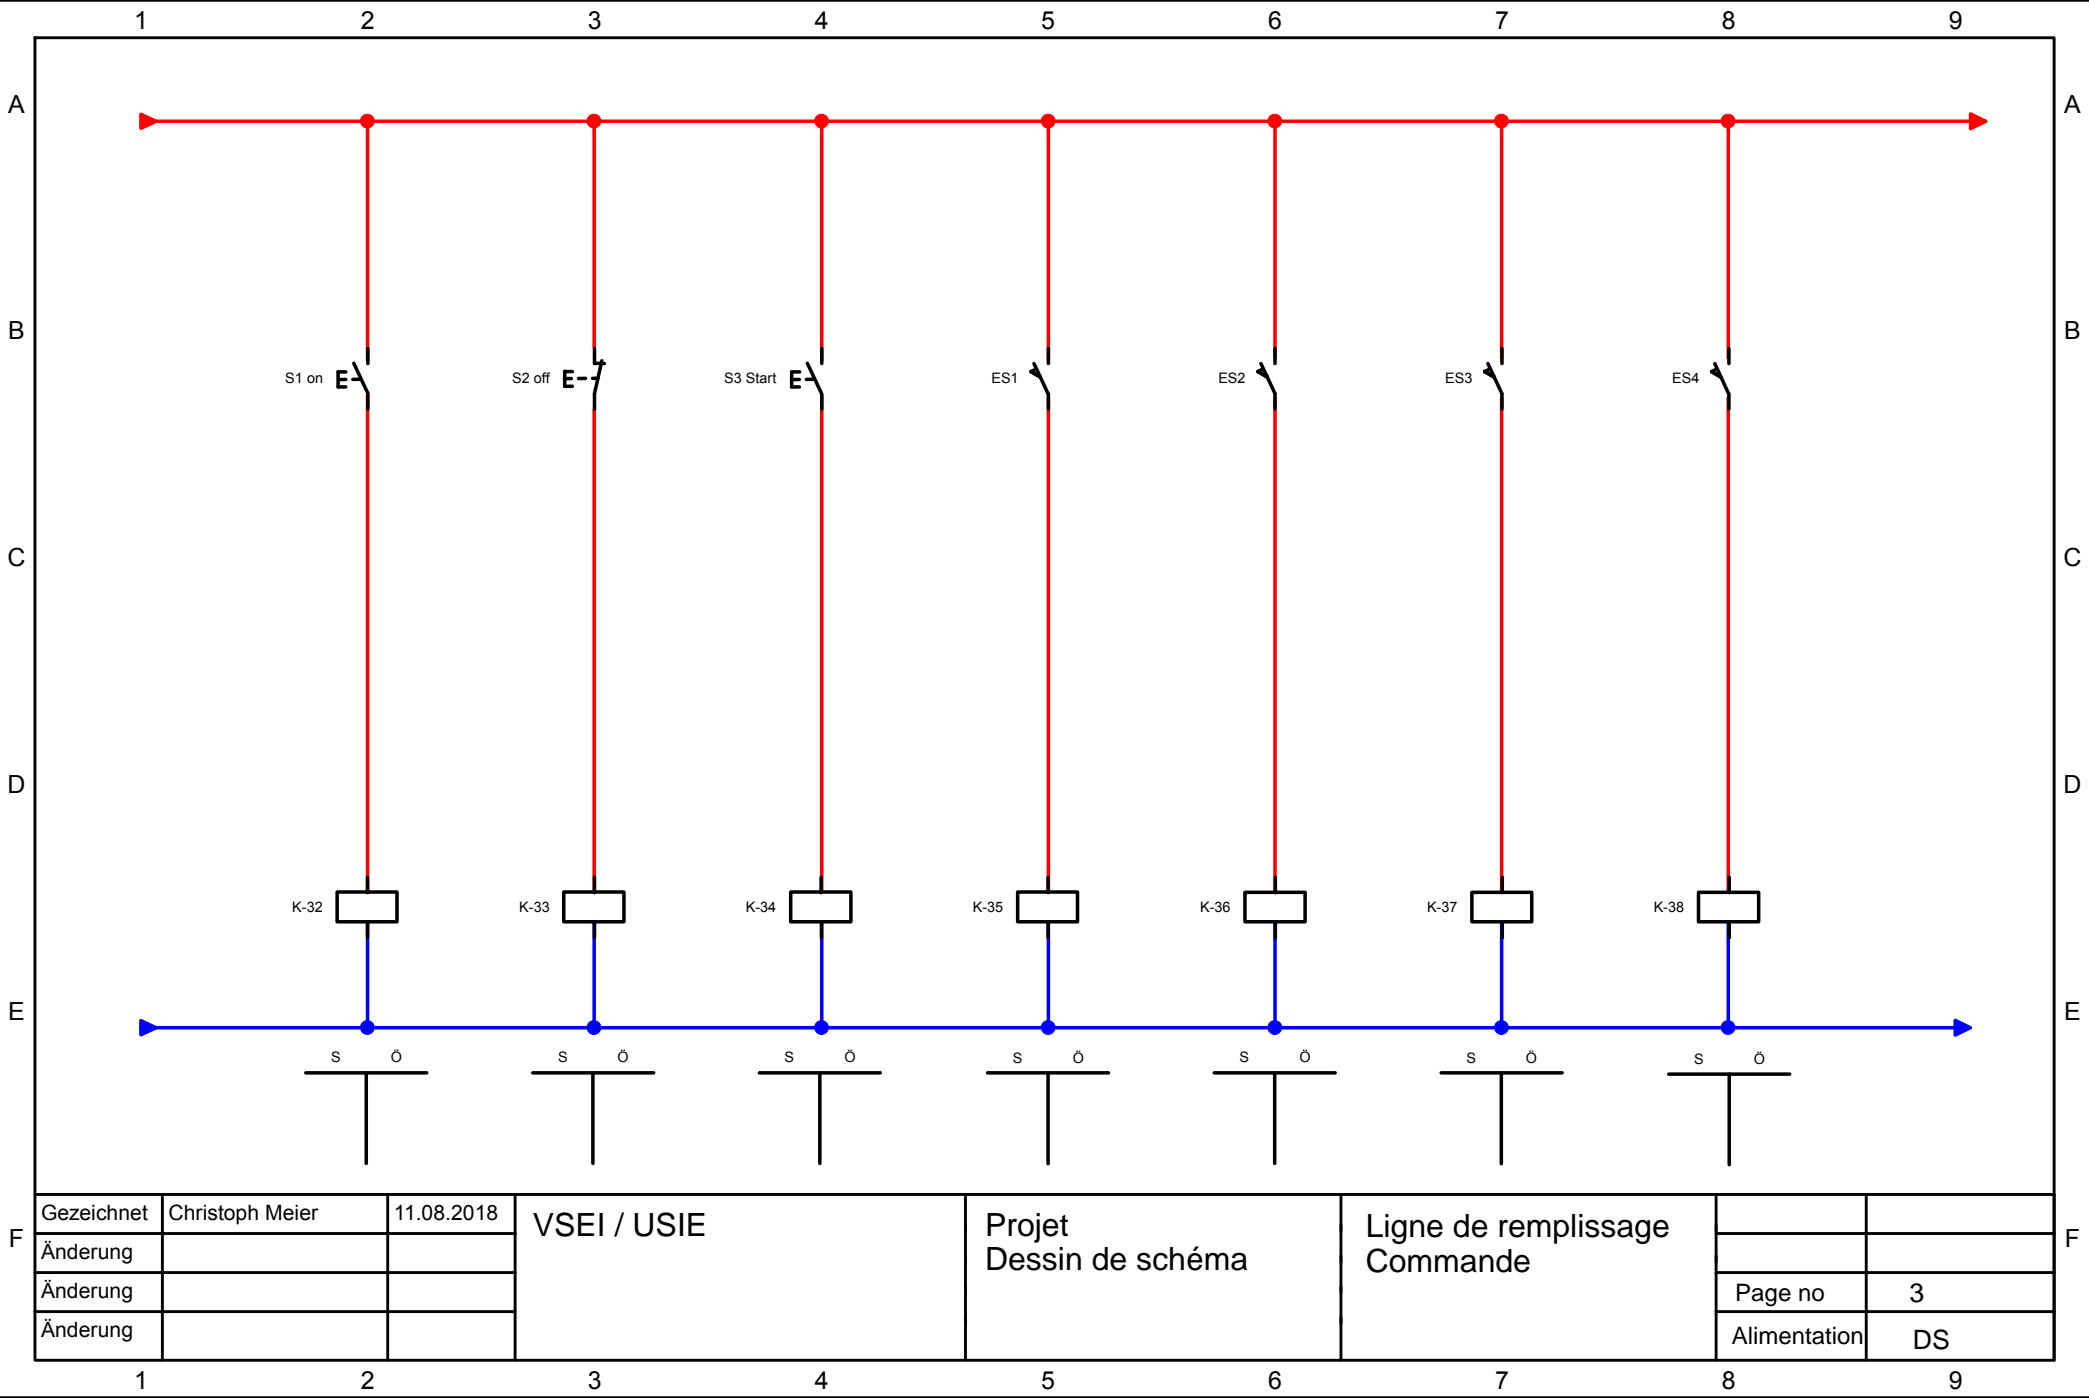 1 2 3 4 5 6 7 8 9
A A
B B
S1 on S2 off S3 Start ES1 ES2 ES3 ES4
C C
D D
K-32 K-33 K-34 K-35 K-36 K-37 K-38
E E
S Ö S Ö S Ö S Ö S Ö S Ö S Ö
F F
Gezeichnet Christoph Meier 11.08.2018
Änderung
Änderung
Änderung
VSEI / USIE
Projet
Dessin de schéma
Ligne de remplissage
Commande
Page no 3
Alimentation DS
1 2 3 4 5 6 7 8 9